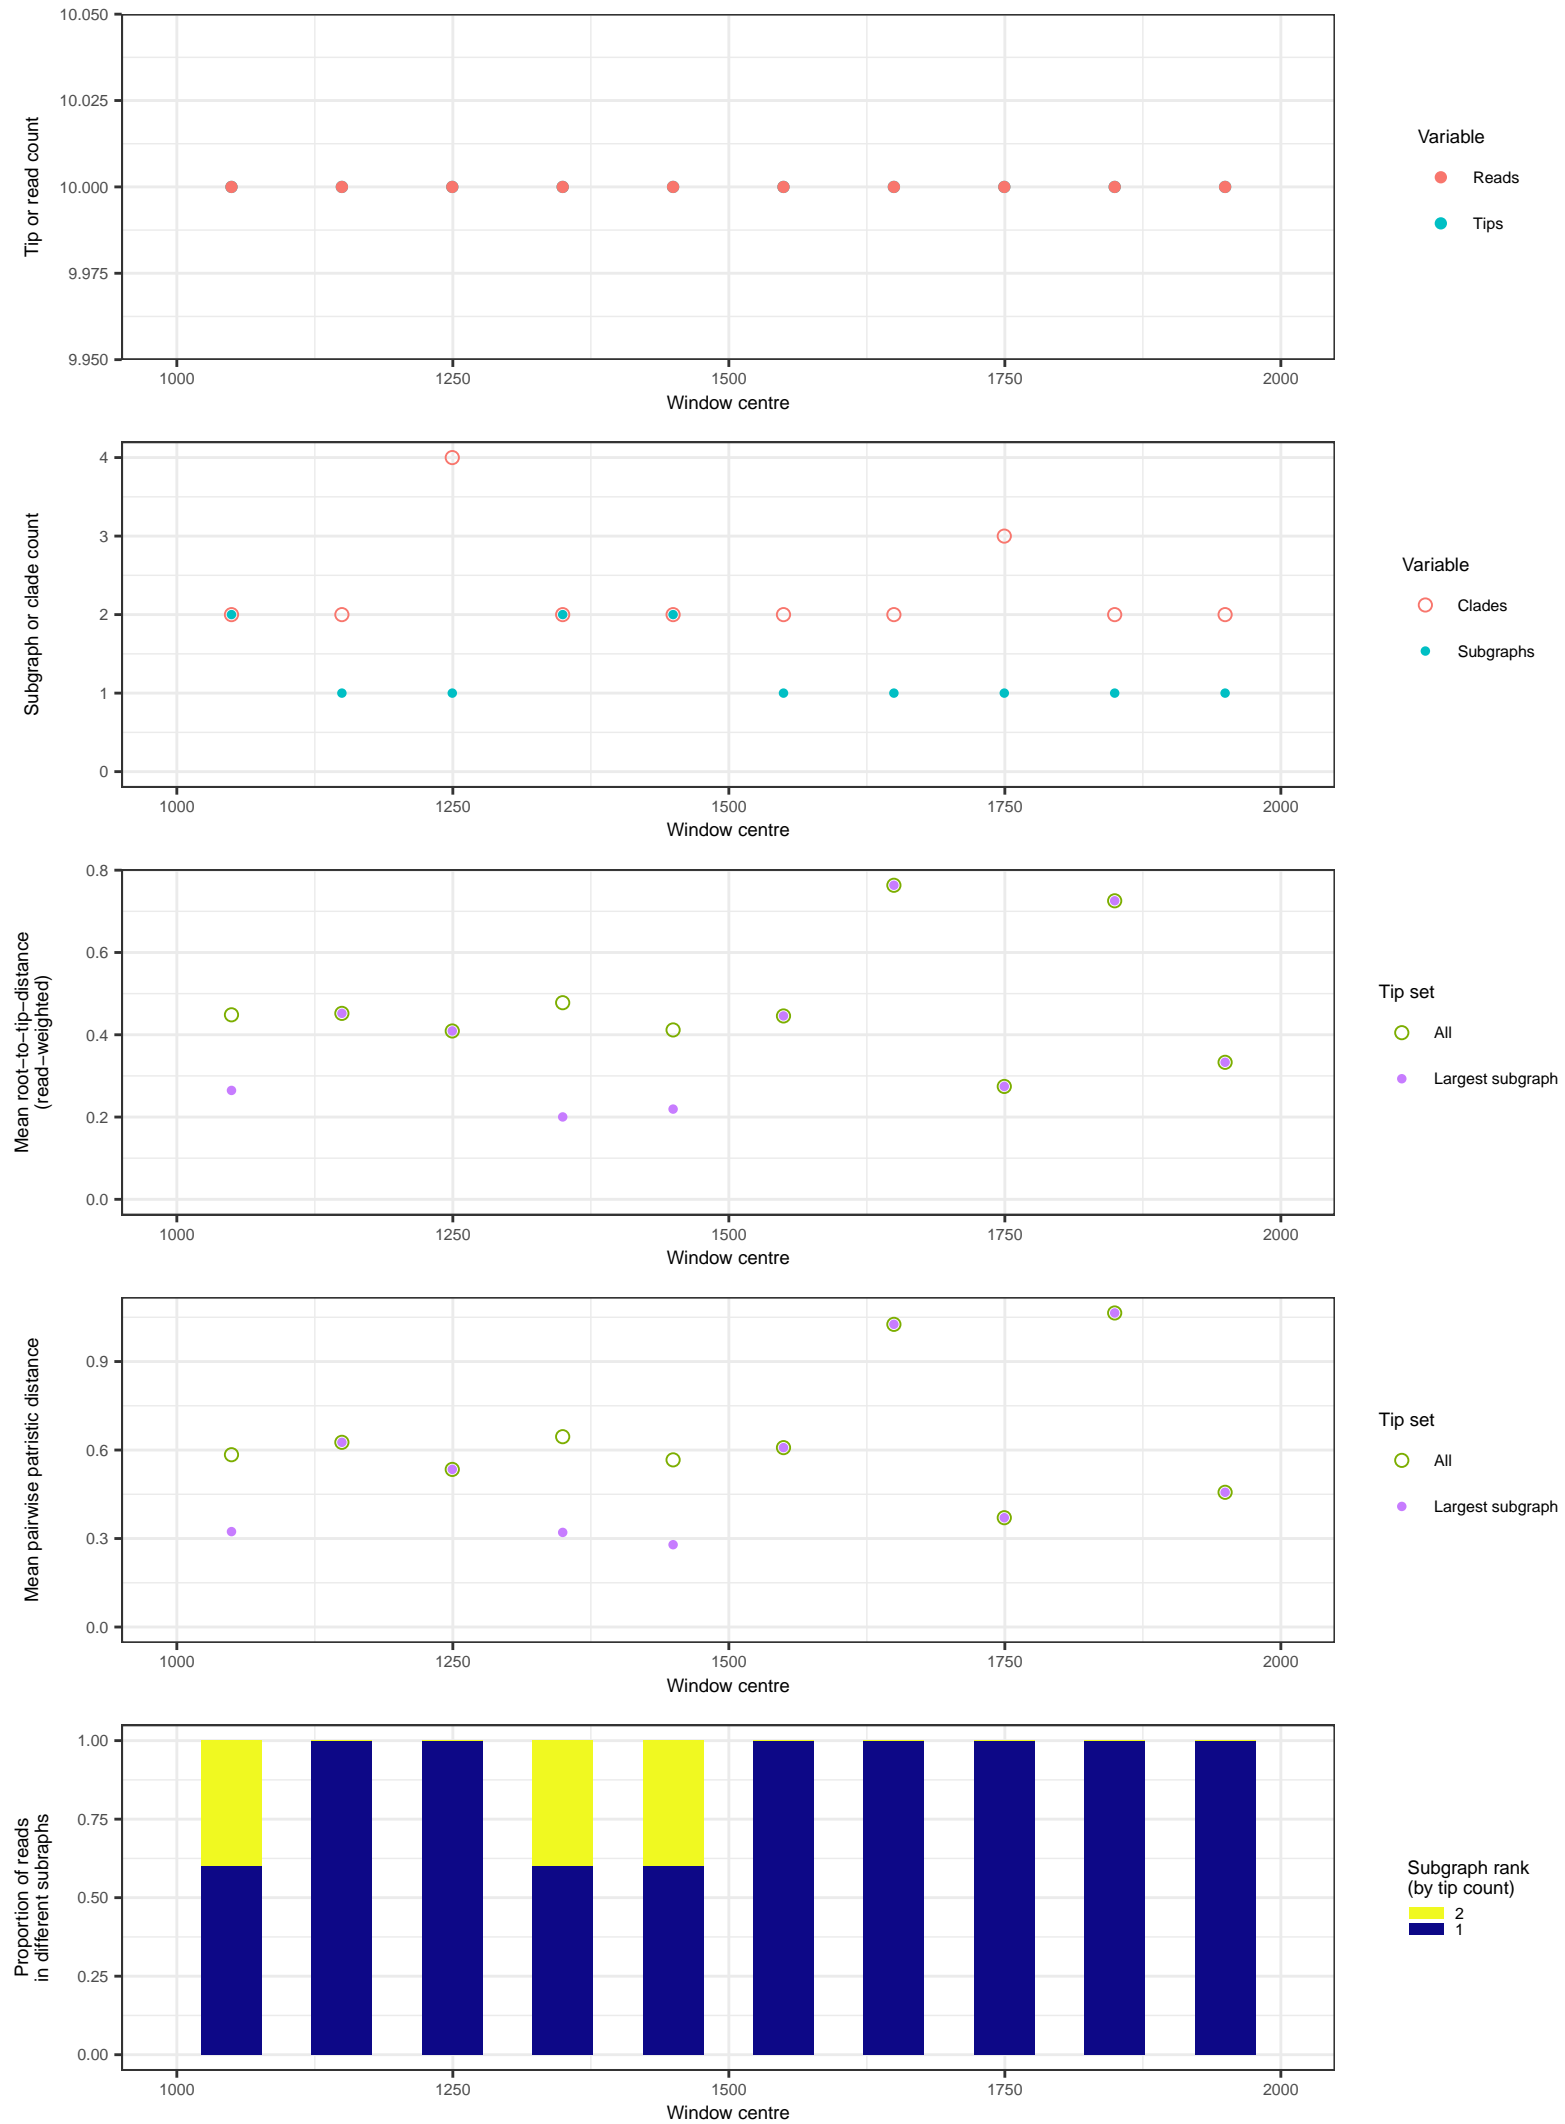 10.050
10.025
10.000
9.975
9.950
Tip or read count
1000 1250 1500 1750 2000
Window centre
Variable
Reads
Tips
4
3
2
1
0
Subgraph or clade count
1000 1250 1500 1750 2000
Window centre
Variable
Clades
Subgraphs
0.8
0.6
0.4
0.2
0.0
Mean root−to−tip−distance
(read−weighted)
1000 1250 1500 1750 2000
Window centre
Tip set
All
Largest subgraph
0.9
0.6
0.3
0.0
Mean pairwise patristic distance
1000 1250 1500 1750 2000
Window centre
Tip set
All
Largest subgraph
1.00
0.75
0.50
0.25
0.00
Proportion of reads
in different subraphs
1000 1250 1500 1750 2000
Window centre
Subgraph rank
(by tip count)
2
1